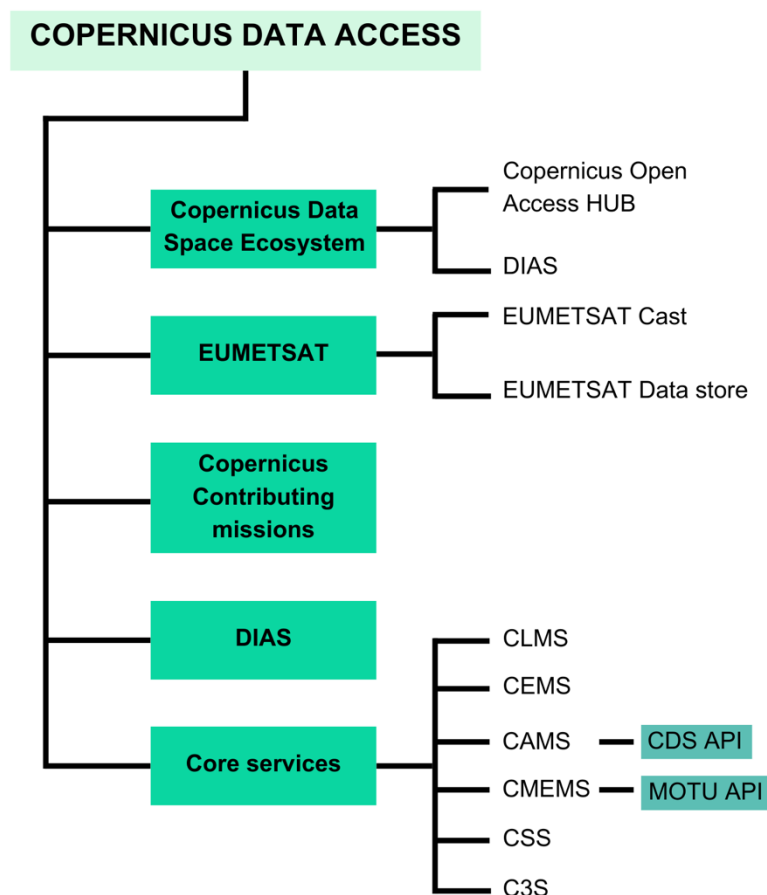 COPERNICUS DATA ACCESS
Copernicus Data
Space Ecosystem
Copernicus Open
Access HUB
DIAS
EUMETSAT
EUMETSAT Cast
EUMETSAT Data store
Copernicus
Contributing
missions
DIAS
Core services
CLMS
CEMS
CAMS
CDS API
CMEMS
MOTU API
CSS
C3S